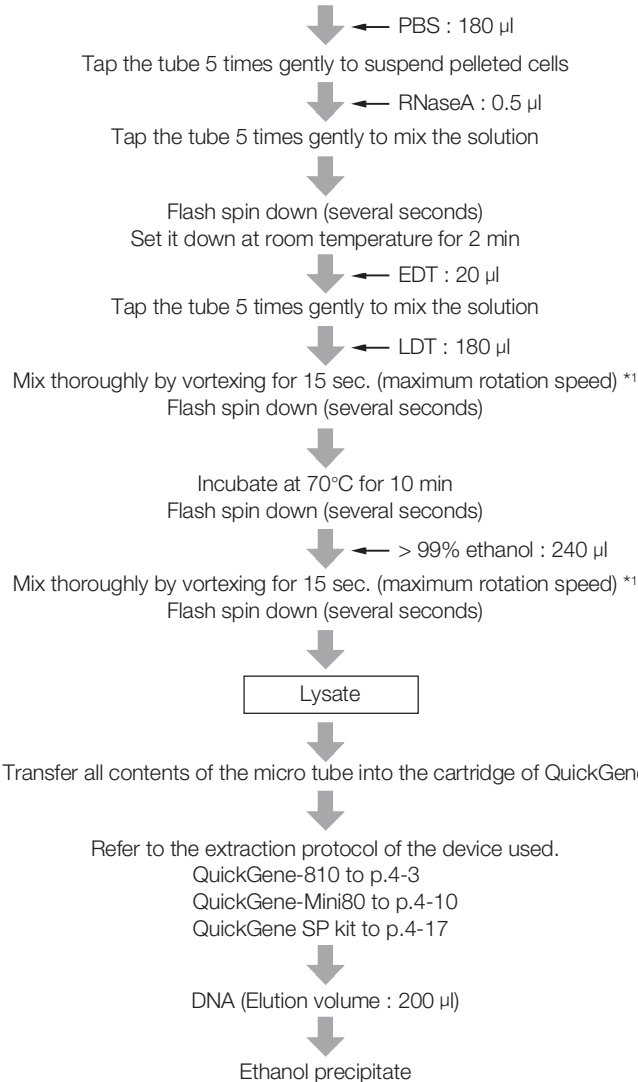 PBS : 180 µl
Tap the tube 5 times gently to suspend pelleted cells
RNaseA : 0.5 µl
Tap the tube 5 times gently to mix the solution
Flash spin down (several seconds)
Set it down at room temperature for 2 min
EDT : 20 µl
Tap the tube 5 times gently to mix the solution
LDT : 180 µl
Mix thoroughly by vortexing for 15 sec. (maximum rotation speed) *1
Flash spin down (several seconds)
Incubate at 70°C for 10 min
Flash spin down (several seconds)
> 99% ethanol : 240 µl
Mix thoroughly by vortexing for 15 sec. (maximum rotation speed) *1
Flash spin down (several seconds)
Lysate
Transfer all contents of the micro tube into the cartridge of QuickGene
Refer to the extraction protocol of the device used.
QuickGene-810 to p.4-3
QuickGene-Mini80 to p.4-10
QuickGene SP kit to p.4-17
DNA (Elution volume : 200 µl)
Ethanol precipitate